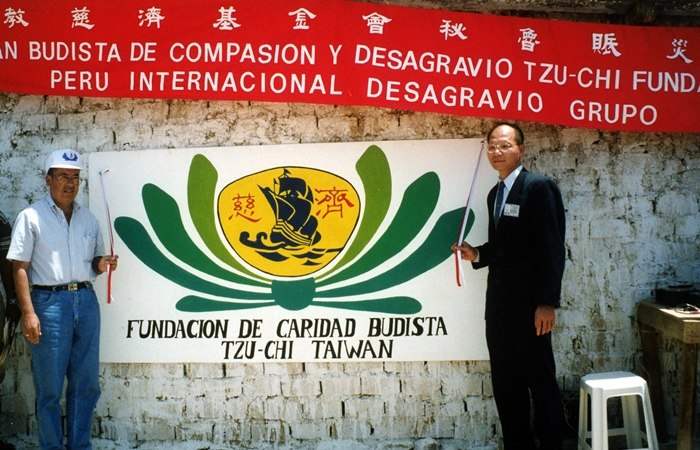 教慈濟基金會秘魯賑災
AN BUDISTA DE COMPASION Y DESAGRAVIO TZU-CHI FUNDA
PERU INTERNACIONAL DESAGRAVIO GRUPO
慈濟
FUNDACION DE CARIDAD BUDISTA
TZU-CHI TAIWAN